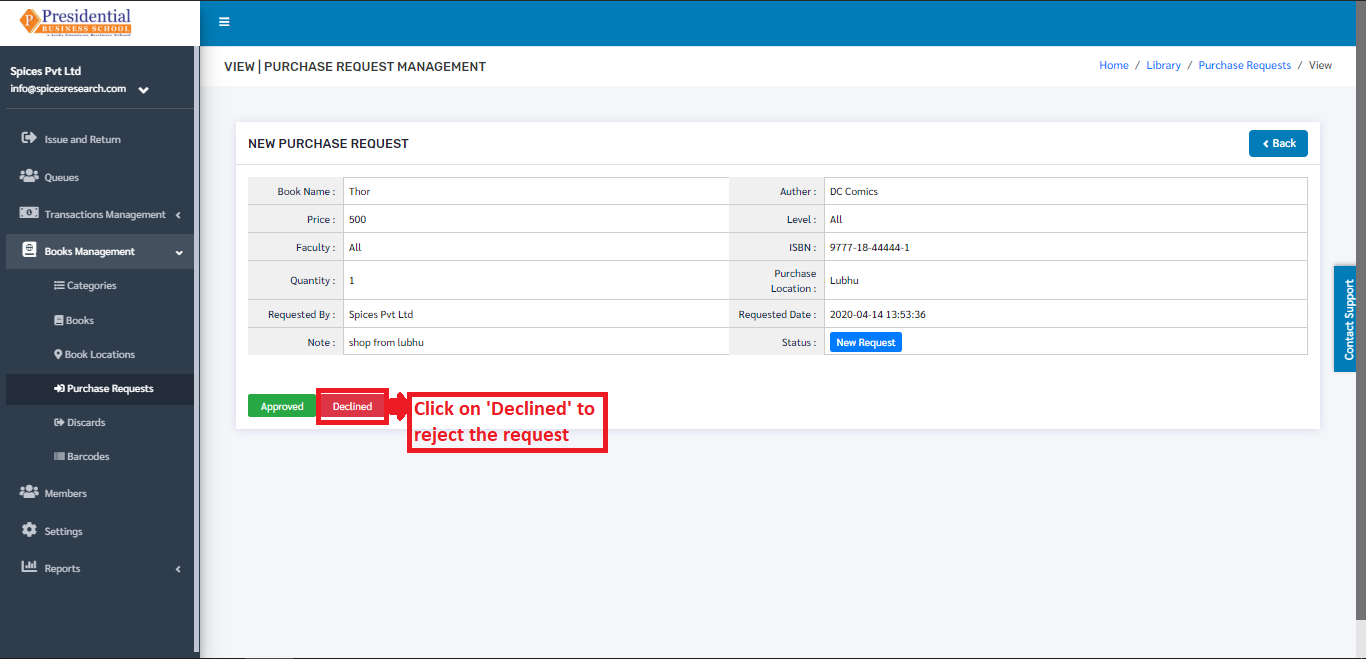 Presidential
BUSINESS SCHOOL
VIEW | PURCHASE REQUEST MANAGEMENT
Home / Library / Purchase Requests / View
Spices Pvt Ltd
info@spicesresearch.com
Issue and Return
Queues
Transactions Management
Books Management
Categories
Books
Book Locations
Purchase Requests
Discards
Barcodes
Members
Settings
Reports
NEW PURCHASE REQUEST
Back
Book Name : Thor Auther : DC Comics
Price : 500 Level : All
Faculty : All ISBN : 9777-18-44444-1
Quantity : 1 Purchase Location : Lubhu
Requested By : Spices Pvt Ltd Requested Date : 2020-04-14 13:53:36
Note : shop from lubhu Status : New Request
Approved Declined
Click on 'Declined' to
reject the request
Contact Support